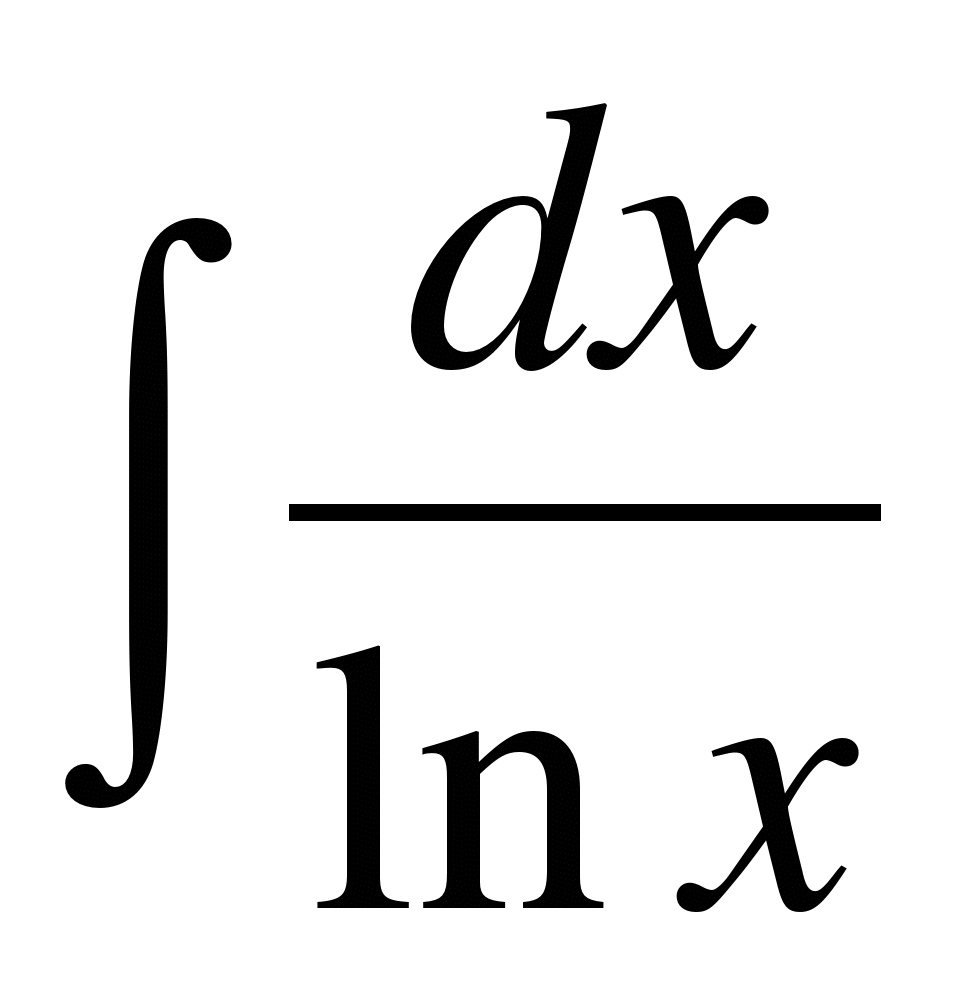 ∫ dx / ln x